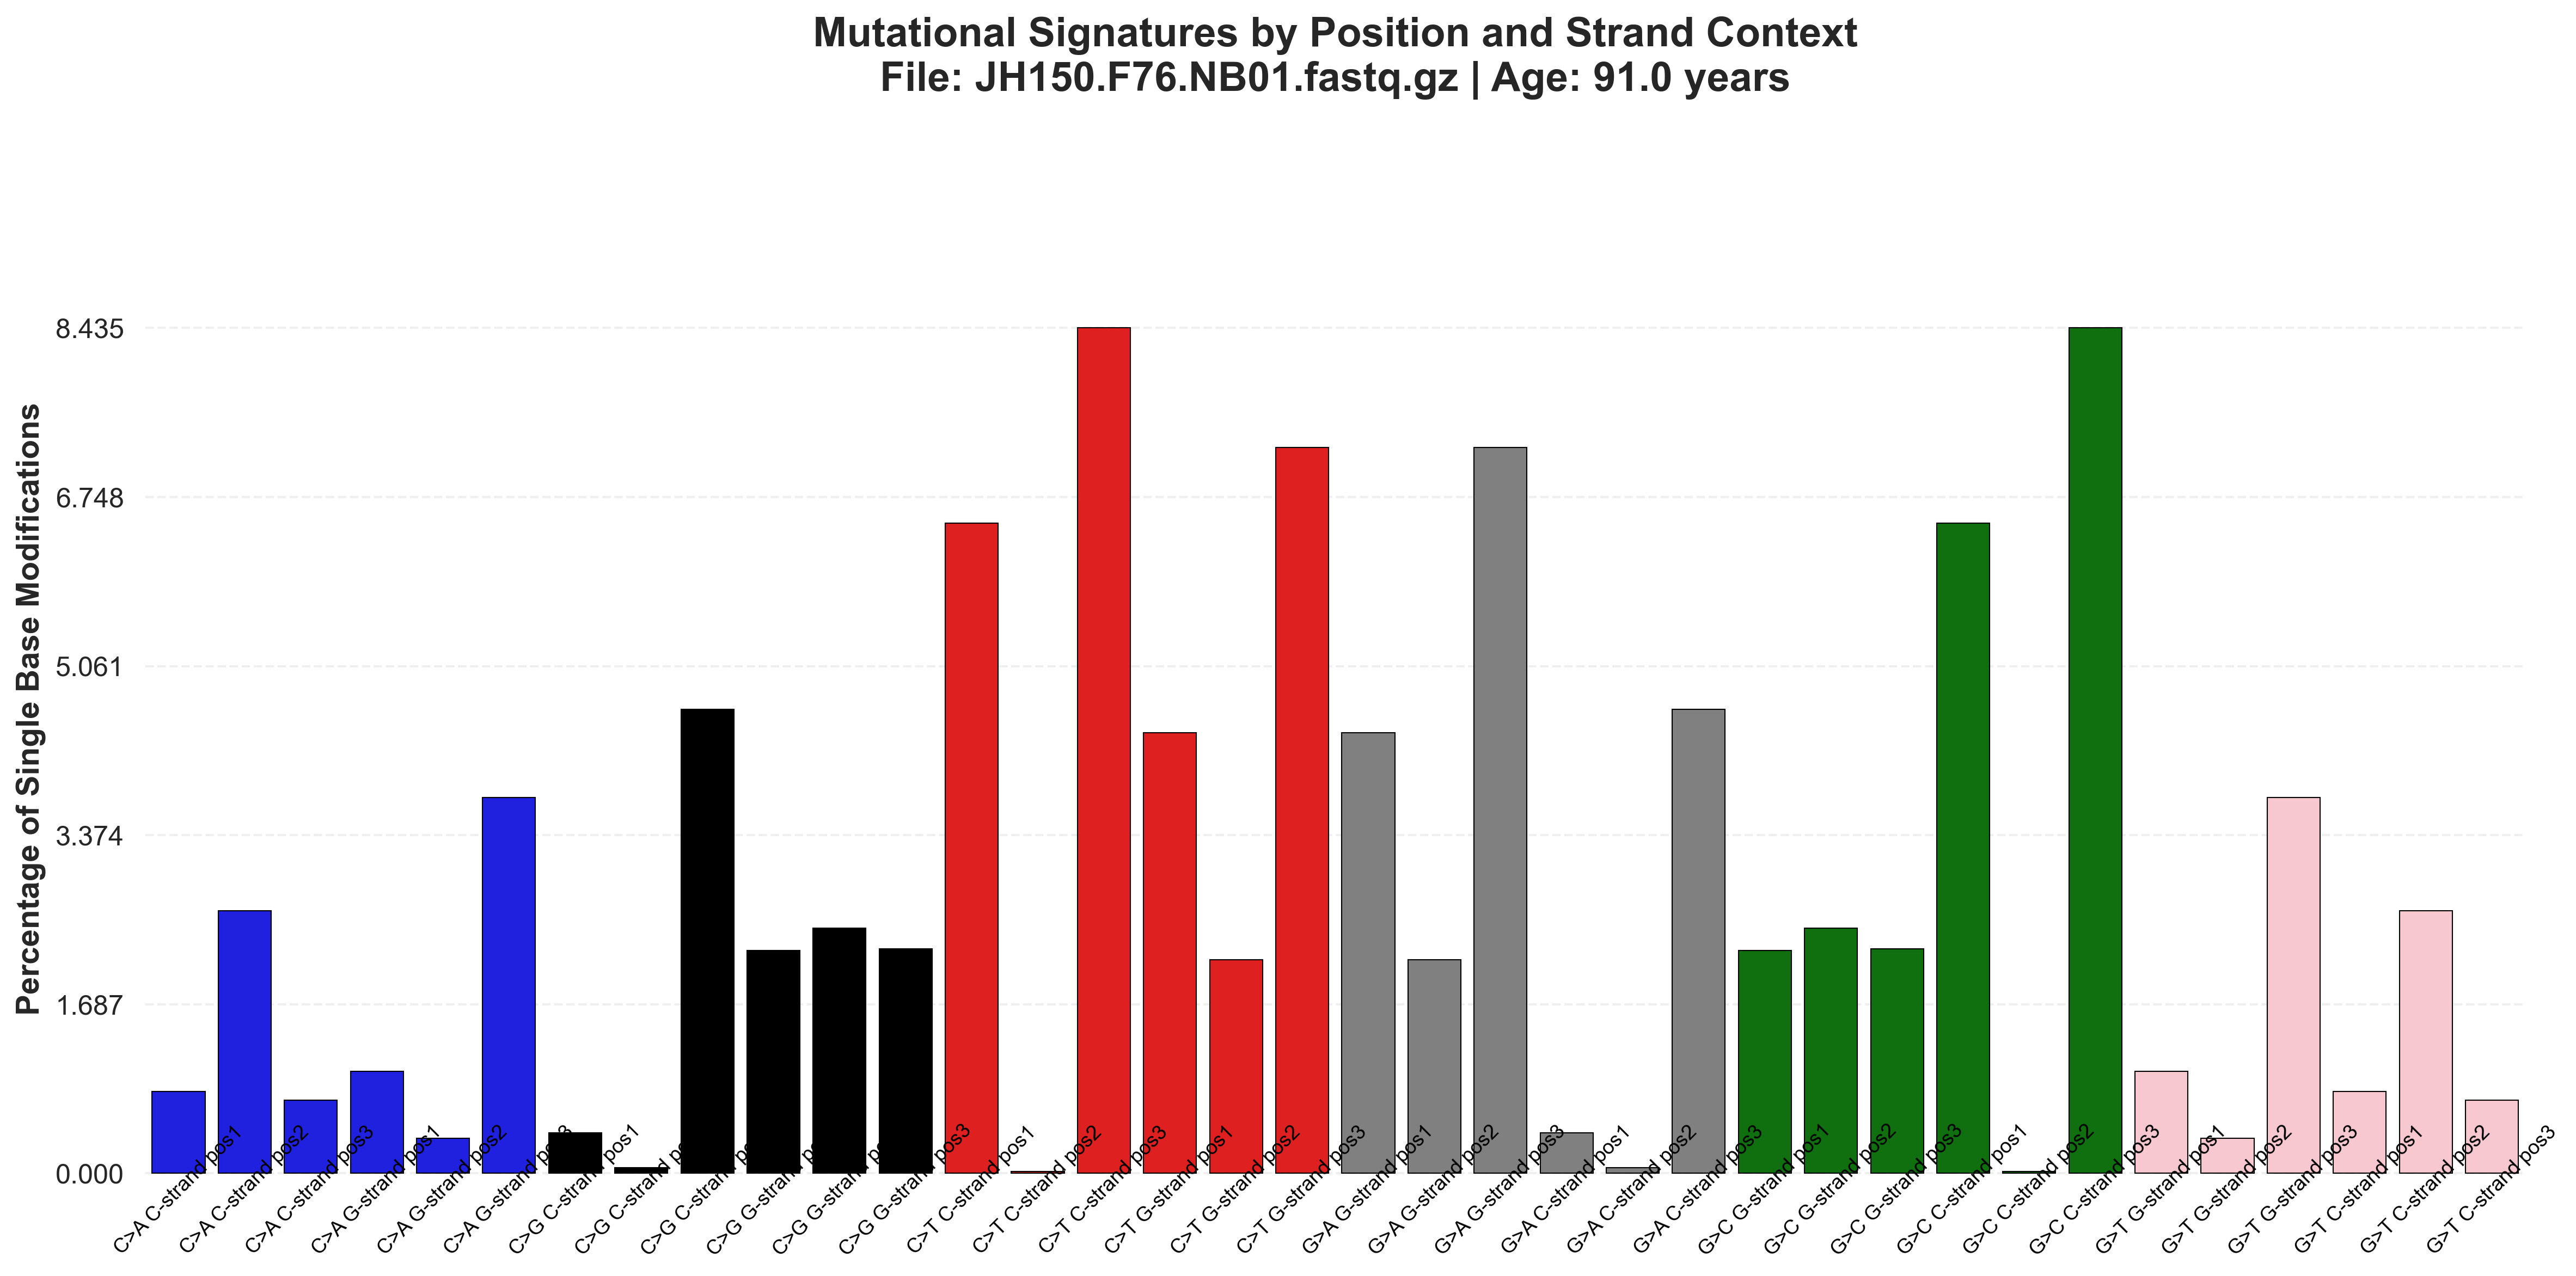 Mutational Signatures by Position and Strand Context
File: JH150.F76.NB01.fastq.gz | Age: 91.0 years
Percentage of Single Base Modifications
8.435
6.748
5.061
3.374
1.687
0.000
C>A C-strand pos1
C>A C-strand pos2
C>A C-strand pos3
C>A G-strand pos1
C>A G-strand pos2
C>A G-strand pos3
C>G C-strand pos1
C>G C-strand
C>G C-strand
C>G G-strand
C>G G-strand
C>G G-strand pos3
C>T C-strand pos1
C>T C-strand pos2
C>T C-strand pos3
C>T G-strand pos1
C>T G-strand pos2
C>T G-strand pos3
G>A G-strand pos1
G>A G-strand pos2
G>A G-strand pos3
G>A C-strand pos1
G>A C-strand pos2
G>A C-strand pos3
G>C G-strand pos1
G>C G-strand pos2
G>C G-strand pos3
G>C C-strand pos1
G>C C-strand pos2
G>C C-strand pos3
G>T G-strand pos1
G>T G-strand pos2
G>T G-strand pos3
G>T C-strand pos1
G>T C-strand pos2
G>T C-strand pos3